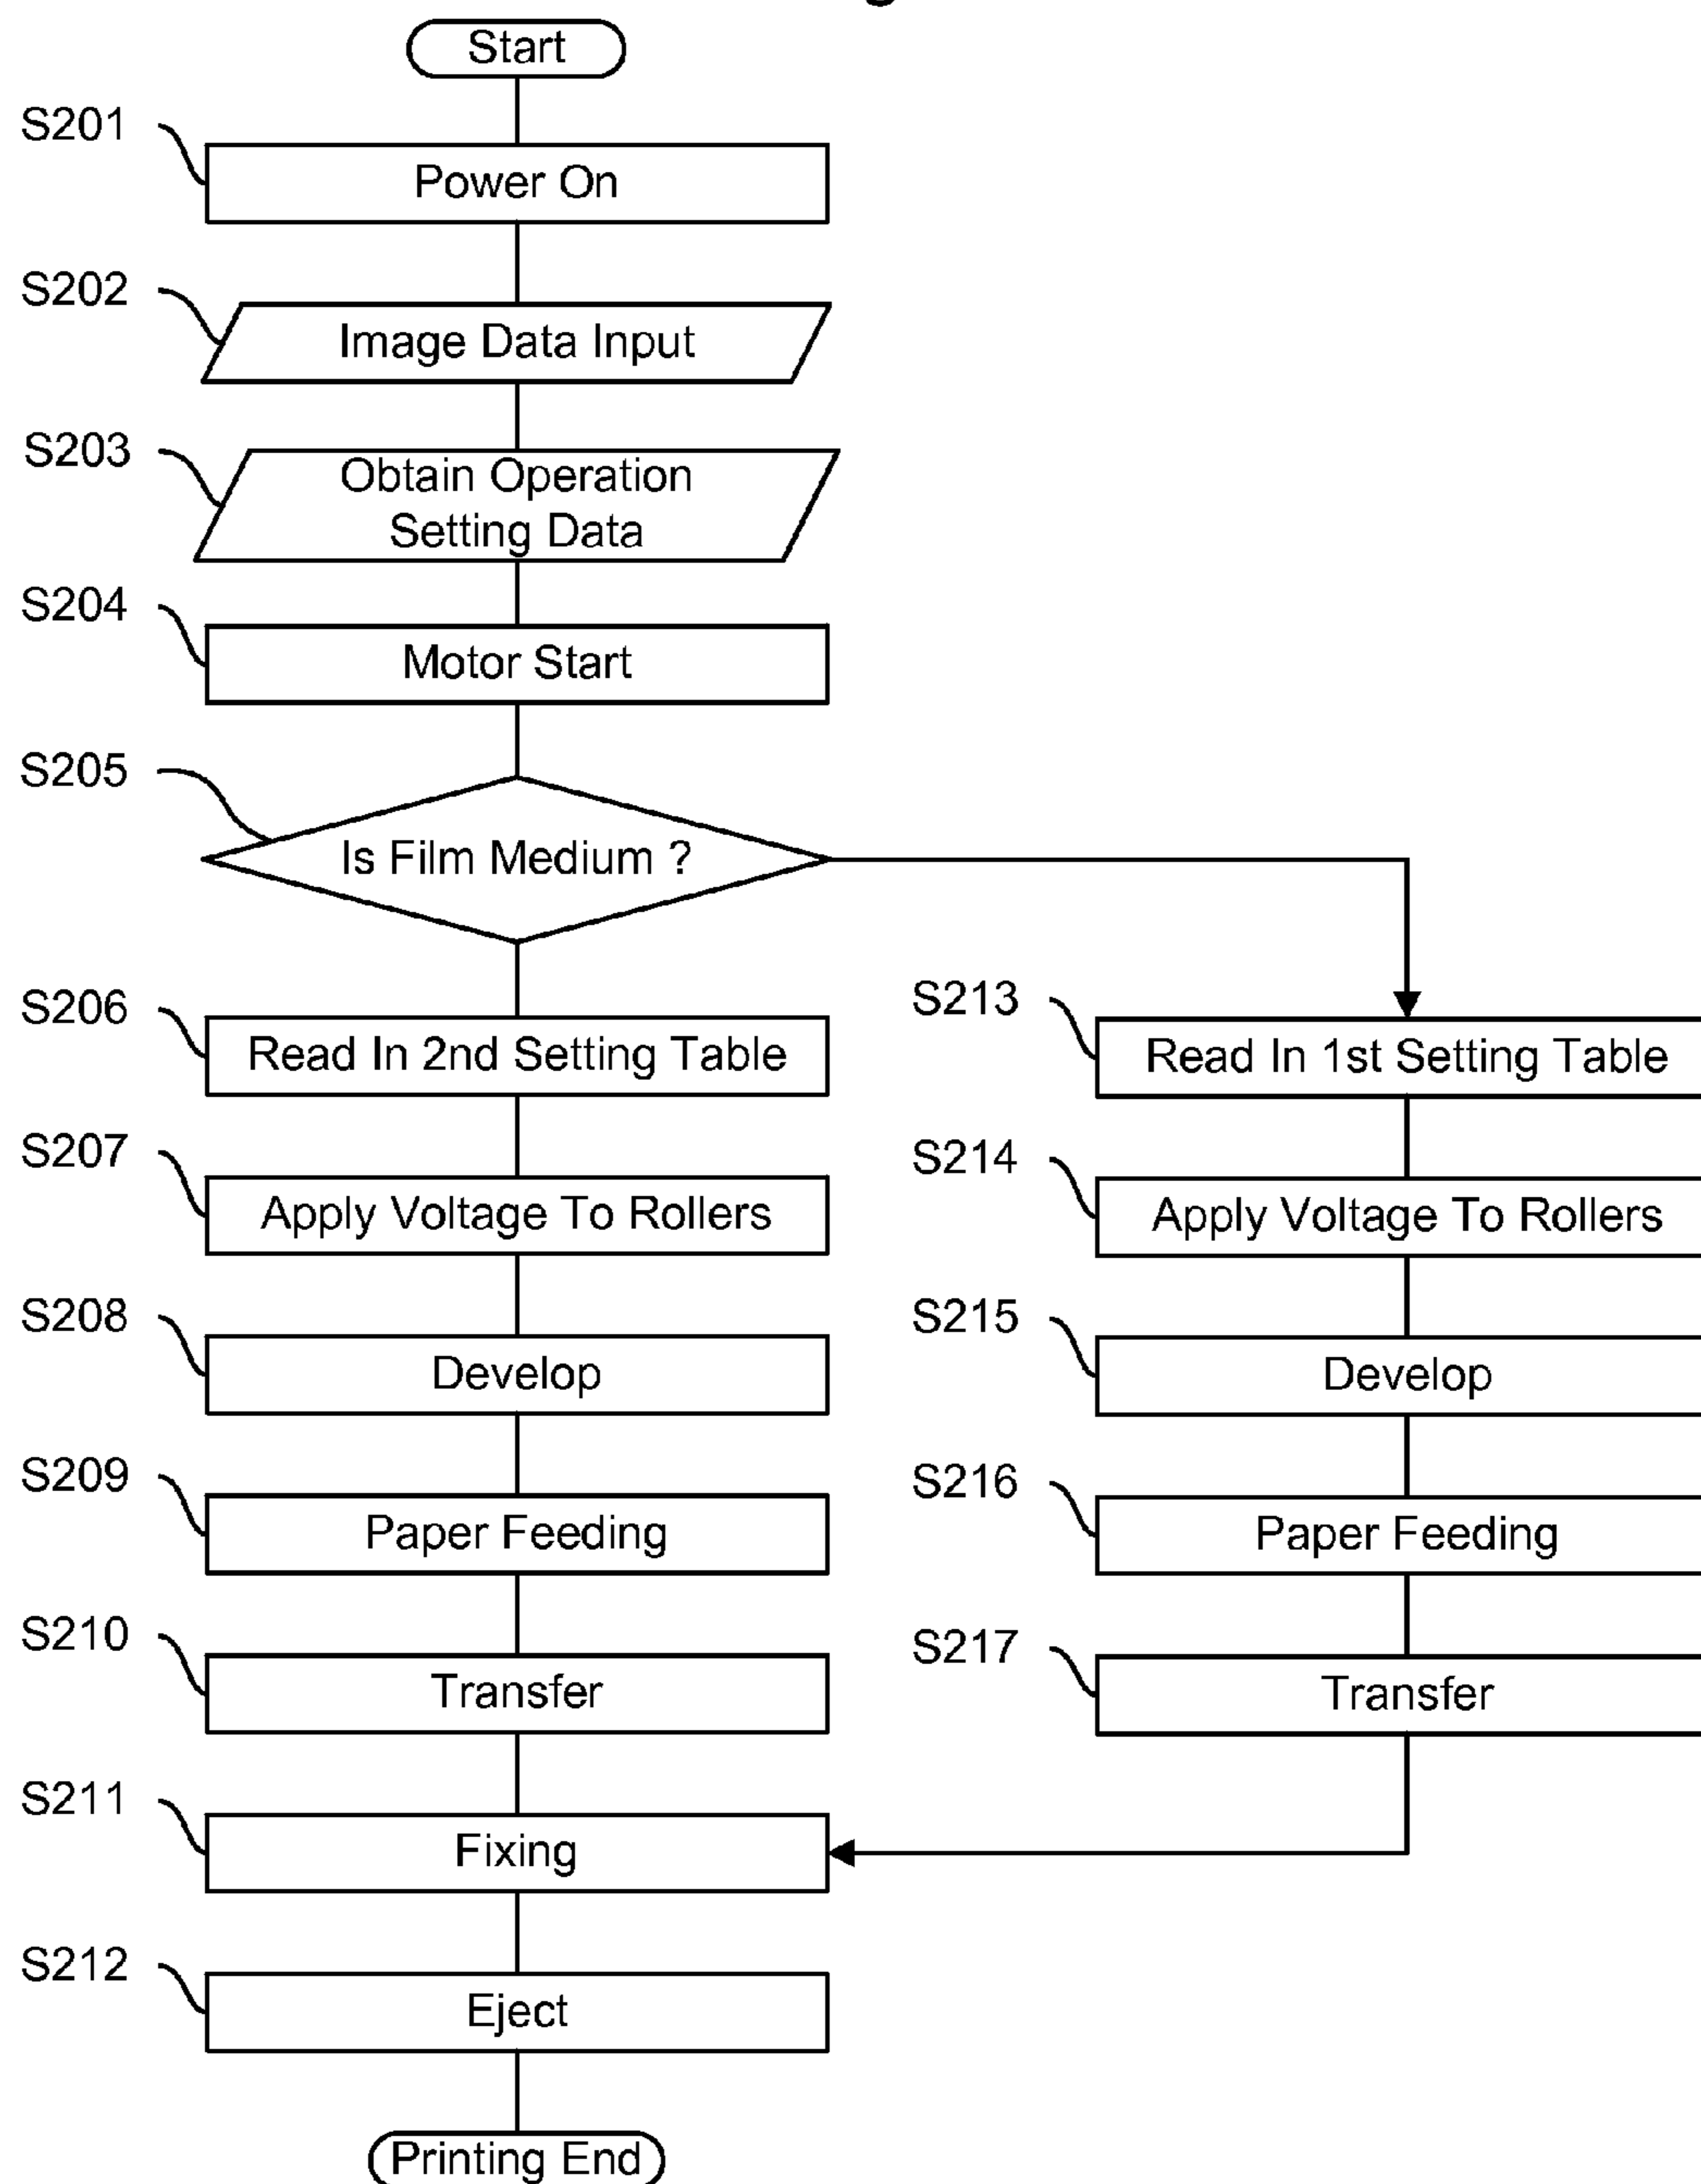 Start
S201
Power On
S202
Image Data Input
S203
Obtain Operation
Setting Data
S204
Motor Start
S205
Is Film Medium ?
S206
Read In 2nd Setting Table
S213
Read In 1st Setting Table
S207
Apply Voltage To Rollers
S214
Apply Voltage To Rollers
S208
Develop
S215
Develop
S209
Paper Feeding
S216
Paper Feeding
S210
Transfer
S217
Transfer
S211
Fixing
S212
Eject
Printing End